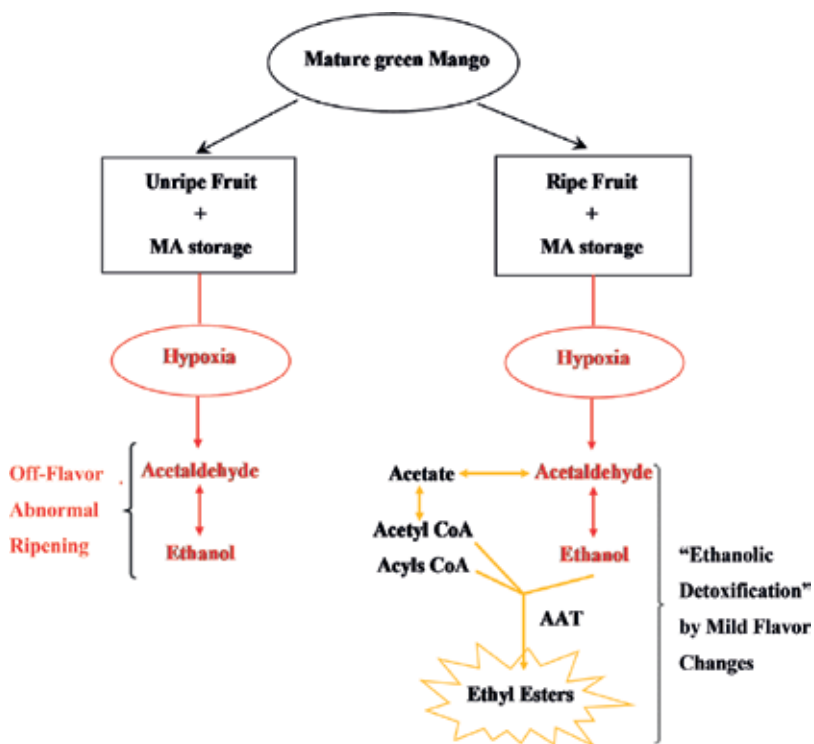 Mature green Mango
Unripe Fruit
+
MA storage
Ripe Fruit
+
MA storage
Hypoxia
Hypoxia
Off-Flavor
Abnormal
Ripening
Acetaldehyde
Ethanol
Acetate
Acetaldehyde
Acetyl CoA
Acyls CoA
Ethanol
AAT
Ethyl Esters
“Ethanolic
Detoxification”
by Mild Flavor
Changes